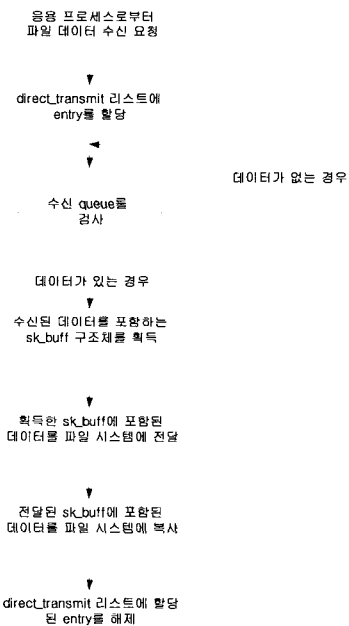 응용 프로세스로부터
파일 데이터 수신 요청
direct_transmit 리스트에
entry를 할당
데이터가 없는 경우
수신 queue를
검사
데이터가 있는 경우
수신된 데이터를 포함하는
sk_buff 구조체를 획득
획득한 sk_buff에 포함된
데이터를 파일 시스템에 전달
전달된 sk_buff에 포함된
데이터를 파일 시스템에 복사
direct_transmit 리스트에 할당
된 entry를 해제